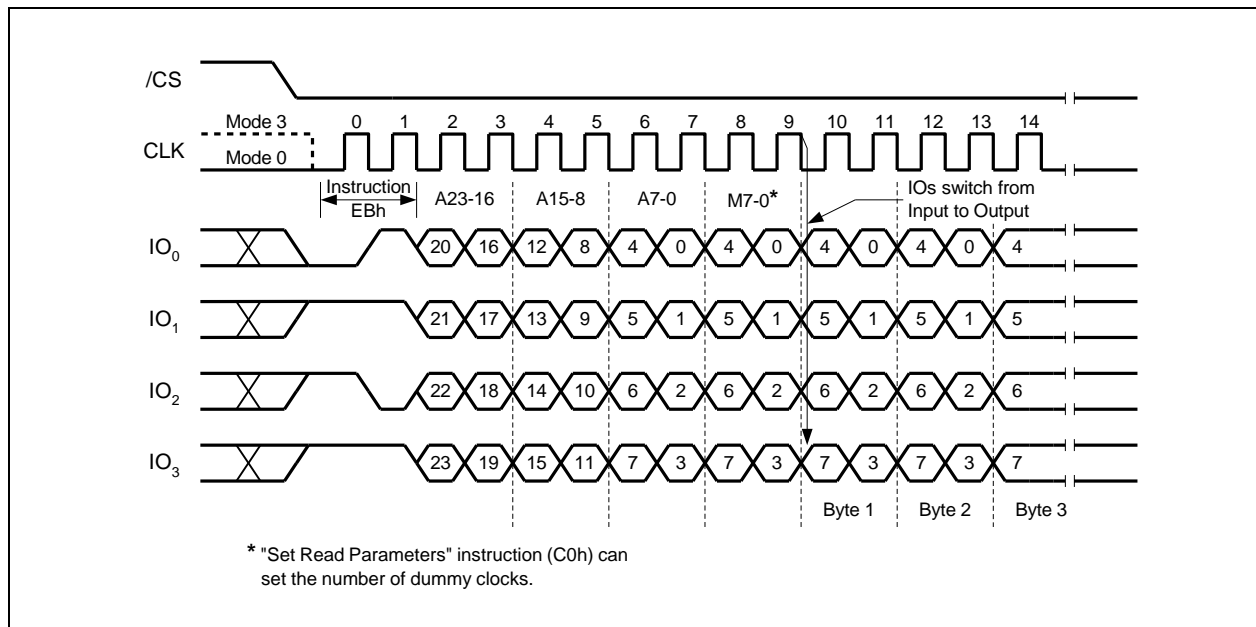 /CS
Mode 3 0 1 2 3 4 5 6 7 8 9 10 11 12 13 14
CLK
Mode 0
Instruction
EBh
A23-16 A15-8 A7-0 M7-0*
IOs switch from
Input to Output
IO0 20 16 12 8 4 0 4 0 4 0 4 0 4
IO1 21 17 13 9 5 1 5 1 5 1 5 1 5
IO2 22 18 14 10 6 2 6 2 6 2 6 2 6
IO3 23 19 15 11 7 3 7 3 7 3 7 3 7
Byte 1 Byte 2 Byte 3
* "Set Read Parameters" instruction (C0h) can
set the number of dummy clocks.